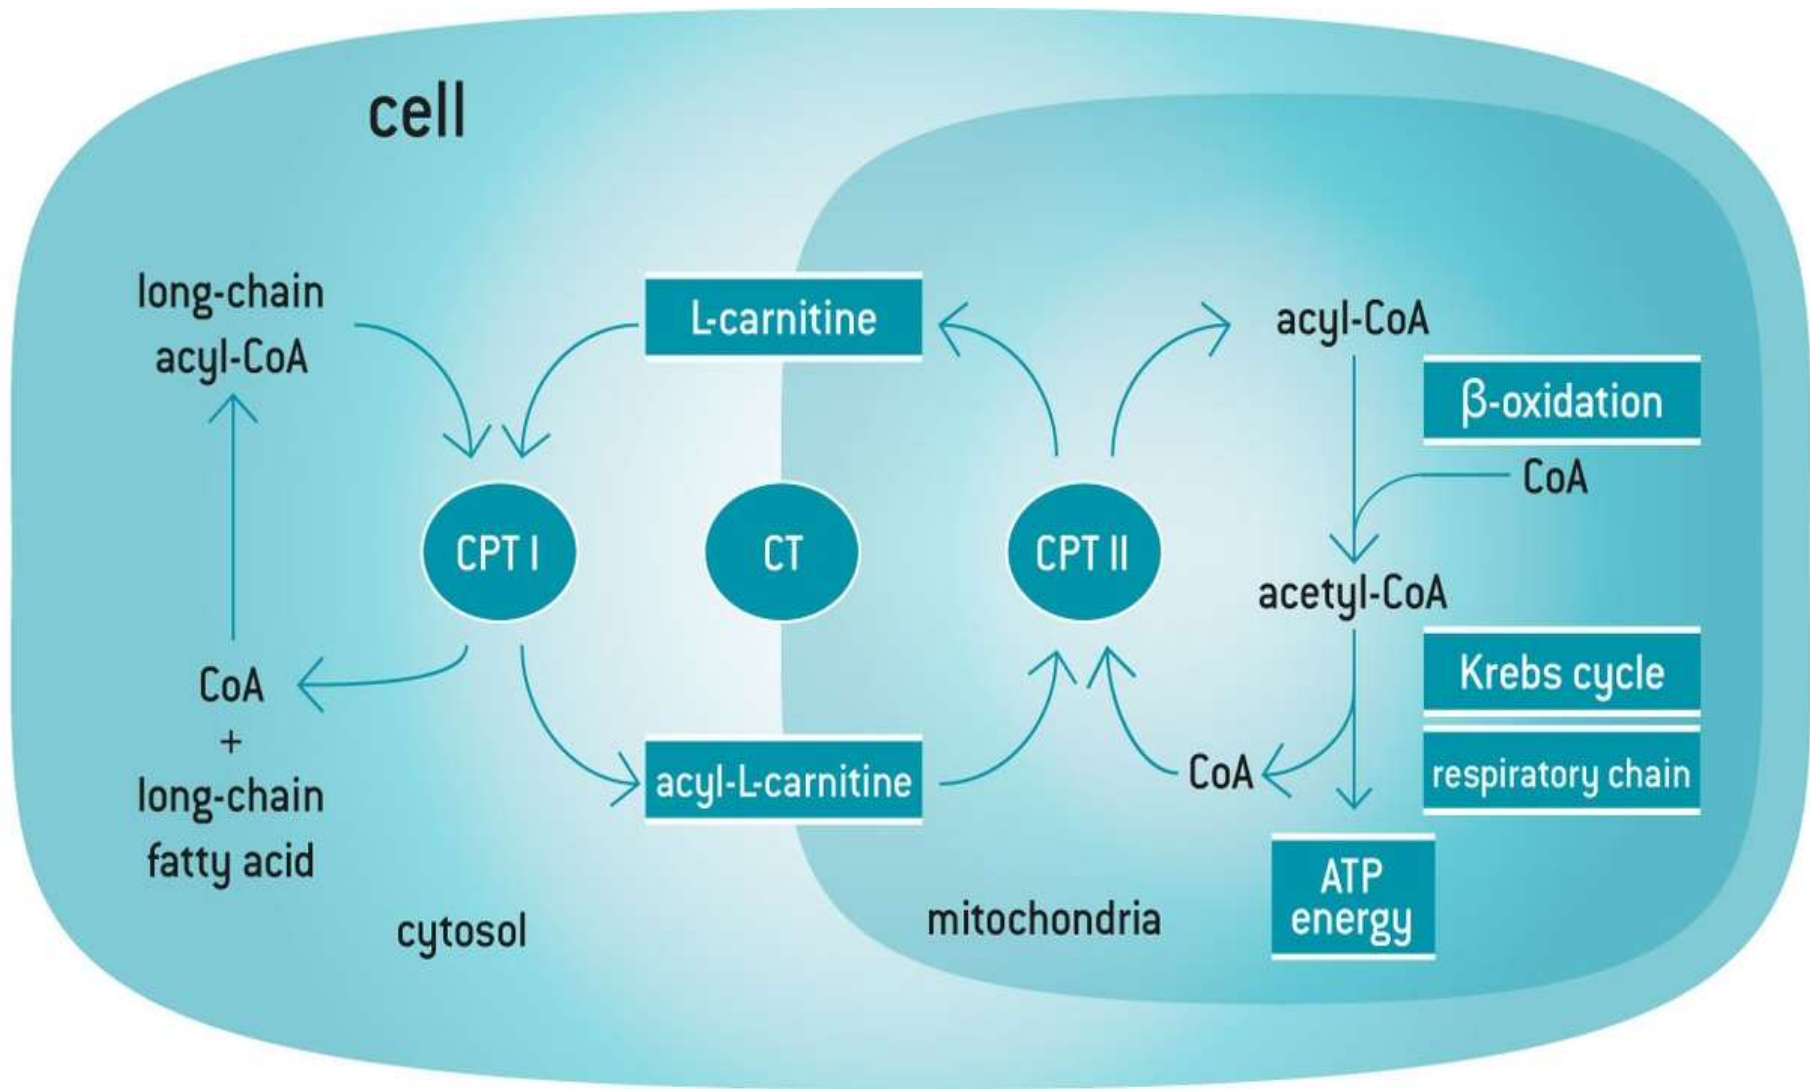 cell
long-chain
acyl-CoA
L-carnitine
acyl-CoA
β-oxidation
CoA
CPT I
CT
CPT II
acetyl-CoA
CoA
+
long-chain
fatty acid
acyl-L-carnitine
CoA
Krebs cycle
respiratory chain
ATP
energy
cytosol
mitochondria